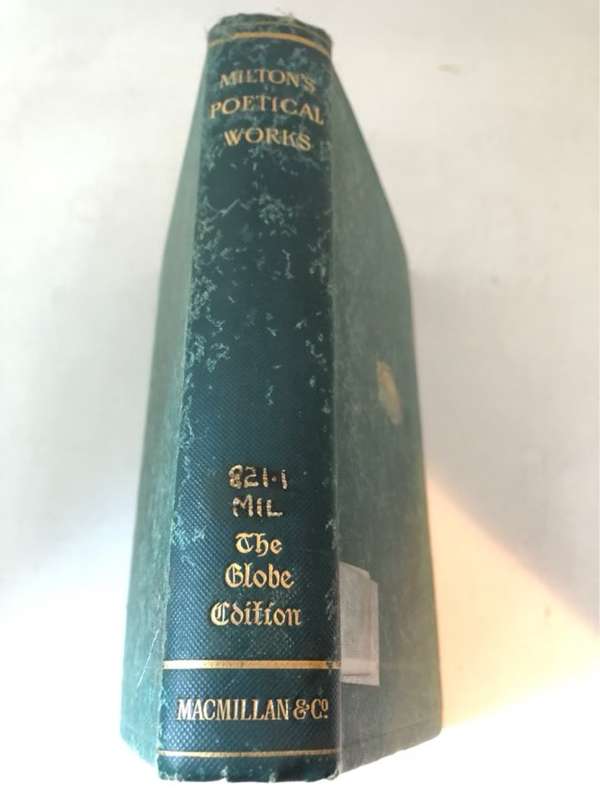 MILTON'S
POETICAL
WORKS
821.1
MIL
The
Globe
Edition
MACMILLAN & Co.